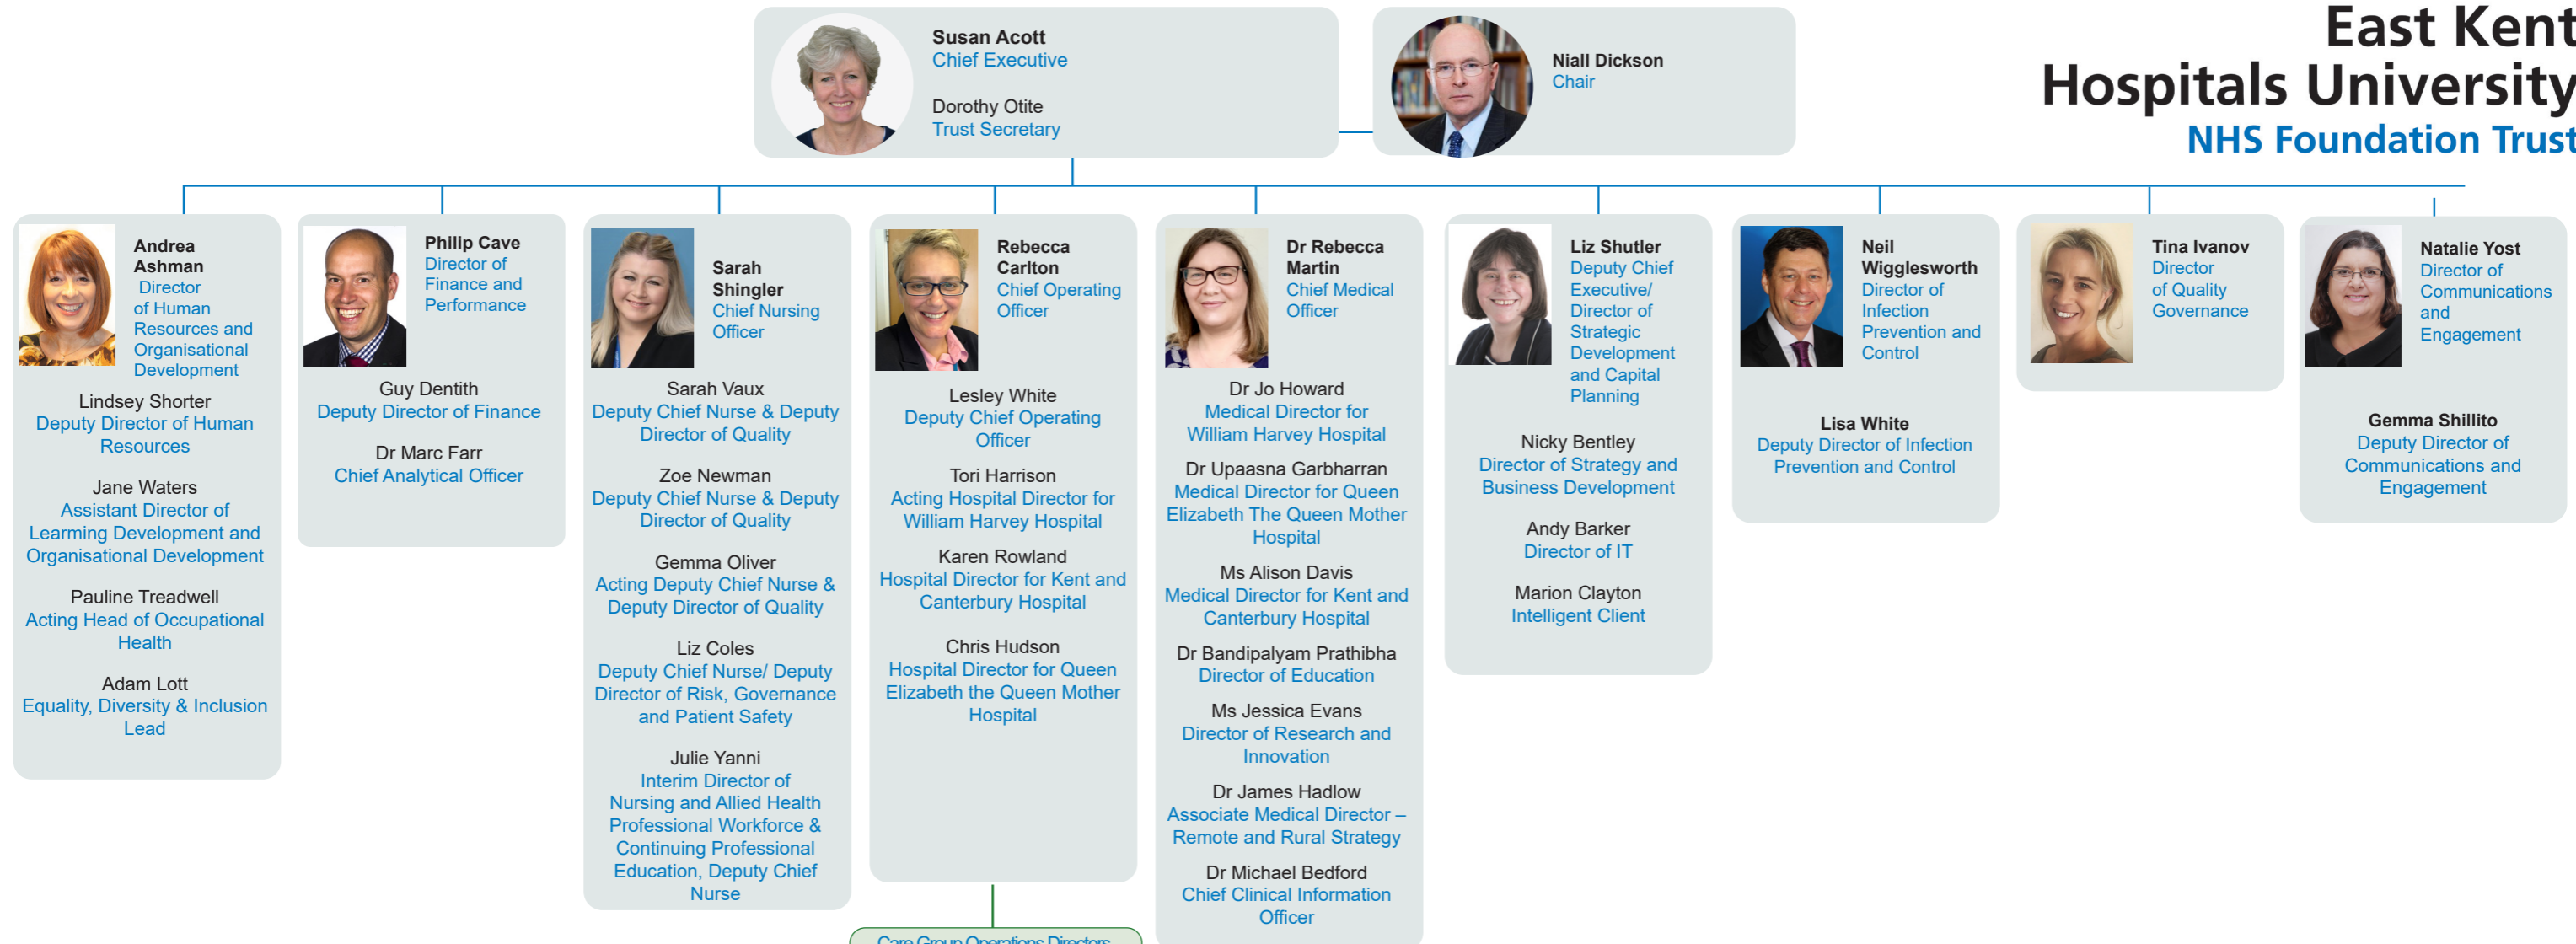 Susan Acott
Chief Executive
Dorothy Otite
Trust Secretary
Niall Dickson
Chair
East Kent
Hospitals University
NHS Foundation Trust
Andrea
Ashman
Director
of Human
Resources and
Organisational
Development
Lindsey Shorter
Deputy Director of Human
Resources
Jane Waters
Assistant Director of
Learming Development and
Organisational Development
Pauline Treadwell
Acting Head of Occupational
Health
Adam Lott
Equality, Diversity & Inclusion
Lead
Philip Cave
Director of
Finance and
Performance
Guy Dentith
Deputy Director of Finance
Dr Marc Farr
Chief Analytical Officer
Sarah
Shingler
Chief Nursing
Officer
Sarah Vaux
Deputy Chief Nurse & Deputy
Director of Quality
Zoe Newman
Deputy Chief Nurse & Deputy
Director of Quality
Gemma Oliver
Acting Deputy Chief Nurse &
Deputy Director of Quality
Liz Coles
Deputy Chief Nurse/ Deputy
Director of Risk, Governance
and Patient Safety
Julie Yanni
Interim Director of
Nursing and Allied Health
Professional Workforce &
Continuing Professional
Education, Deputy Chief
Nurse
Rebecca
Carlton
Chief Operating
Officer
Lesley White
Deputy Chief Operating
Officer
Tori Harrison
Acting Hospital Director for
William Harvey Hospital
Karen Rowland
Hospital Director for Kent and
Canterbury Hospital
Chris Hudson
Hospital Director for Queen
Elizabeth the Queen Mother
Hospital
Care Group Operations Directors
Dr Rebecca
Martin
Chief Medical
Officer
Dr Jo Howard
Medical Director for
William Harvey Hospital
Dr Upaasna Garbharran
Medical Director for Queen
Elizabeth The Queen Mother
Hospital
Ms Alison Davis
Medical Director for Kent and
Canterbury Hospital
Dr Bandipalyam Prathibha
Director of Education
Ms Jessica Evans
Director of Research and
Innovation
Dr James Hadlow
Associate Medical Director –
Remote and Rural Strategy
Dr Michael Bedford
Chief Clinical Information
Officer
Liz Shutler
Deputy Chief
Executive/
Director of
Strategic
Development
and Capital
Planning
Nicky Bentley
Director of Strategy and
Business Development
Andy Barker
Director of IT
Marion Clayton
Intelligent Client
Neil
Wigglesworth
Director of
Infection
Prevention and
Control
Lisa White
Deputy Director of Infection
Prevention and Control
Tina Ivanov
Director
of Quality
Governance
Natalie Yost
Director of
Communications
and
Engagement
Gemma Shillito
Deputy Director of
Communications and
Engagement